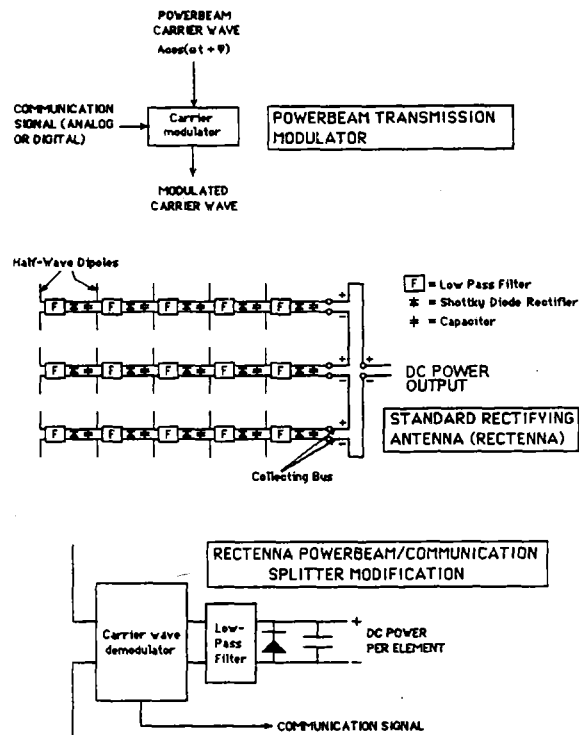 POWERBEAM
CARRIER WAVE
Acos(ωt + Ψ)
COMMUNICATION
SIGNAL (ANALOG
OR DIGITAL)
Carrier
modulator
POWERBEAM TRANSMISSION
MODULATOR
MODULATED
CARRIER WAVE
Half-Wave Dipoles
F = Low Pass Filter
= Shottky Diode Rectifier
= Capacitor
F F F F F
+
-
F F F F F
+
-
+
-
DC POWER
OUTPUT
F F F F F
+
-
STANDARD RECTIFYING
ANTENNA (RECTENNA)
Collecting Bus
RECTENNA POWERBEAM/COMMUNICATION
SPLITTER MODIFICATION
Carrier wave
demodulator
Low-
Pass
Filter
+
-
DC POWER
PER ELEMENT
COMMUNICATION SIGNAL